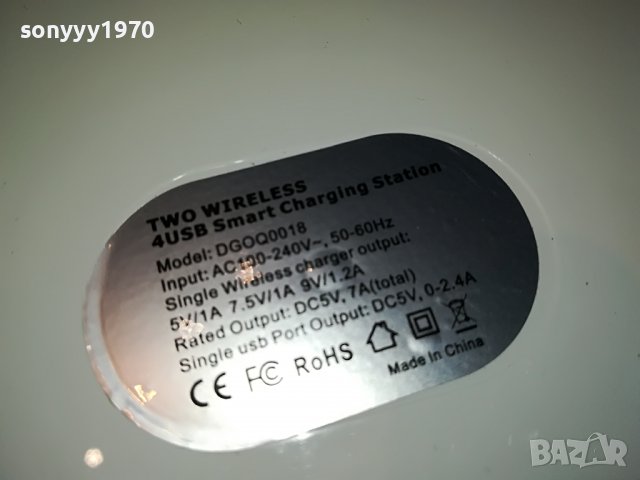 sonyyy1970
TWO WIRELESS
4USB Smart Charging Station
Model: DGOQ0018
Input: AC100-240V~, 50-60Hz
Single Wireless charger output:
5V/1A 7.5V/1A 9V/1.2A
Rated Output: DC5V, 7A(total)
Single usb Port Output: DC5V, 0-2.4A
CE FC RoHS
Made in China
BAZAR